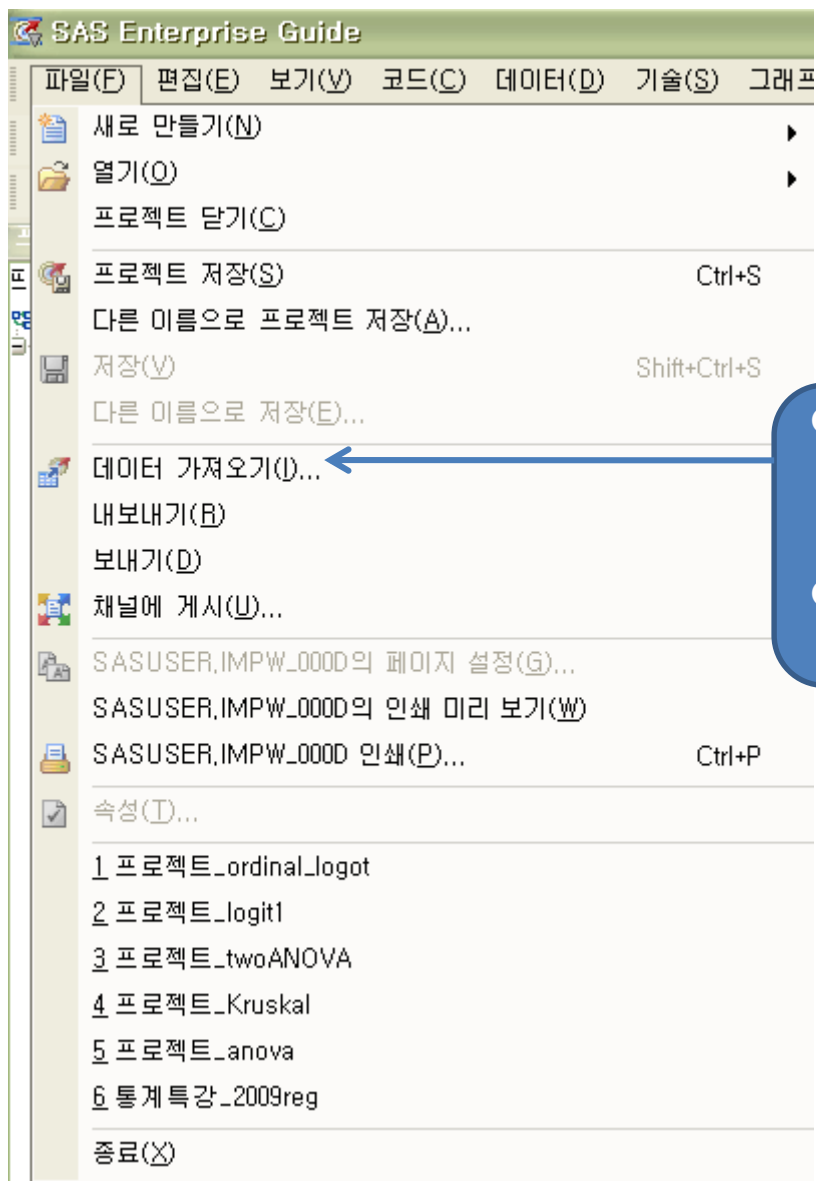 SAS Enterprise Guide
파일(F) 편집(E) 보기(V) 코드(C) 데이터(D) 기술(S) 그래프
새로 만들기(N)
열기(O)
프로젝트 닫기(C)
프로젝트 저장(S) Ctrl+S
다른 이름으로 프로젝트 저장(A)...
저장(V) Shift+Ctrl+S
다른 이름으로 저장(E)...
데이터 가져오기(I)...
내보내기(R)
보내기(D)
채널에 게시(U)...
SASUSER.IMPW_000D의 페이지 설정(G)...
SASUSER.IMPW_000D의 인쇄 미리 보기(W)
SASUSER.IMPW_000D 인쇄(P)... Ctrl+P
속성(T)...
1 프로젝트_ordinal_logot
2 프로젝트_logit1
3 프로젝트_twoANOVA
4 프로젝트_Kruskal
5 프로젝트_anova
6 통계특강_2009reg
종료(X)